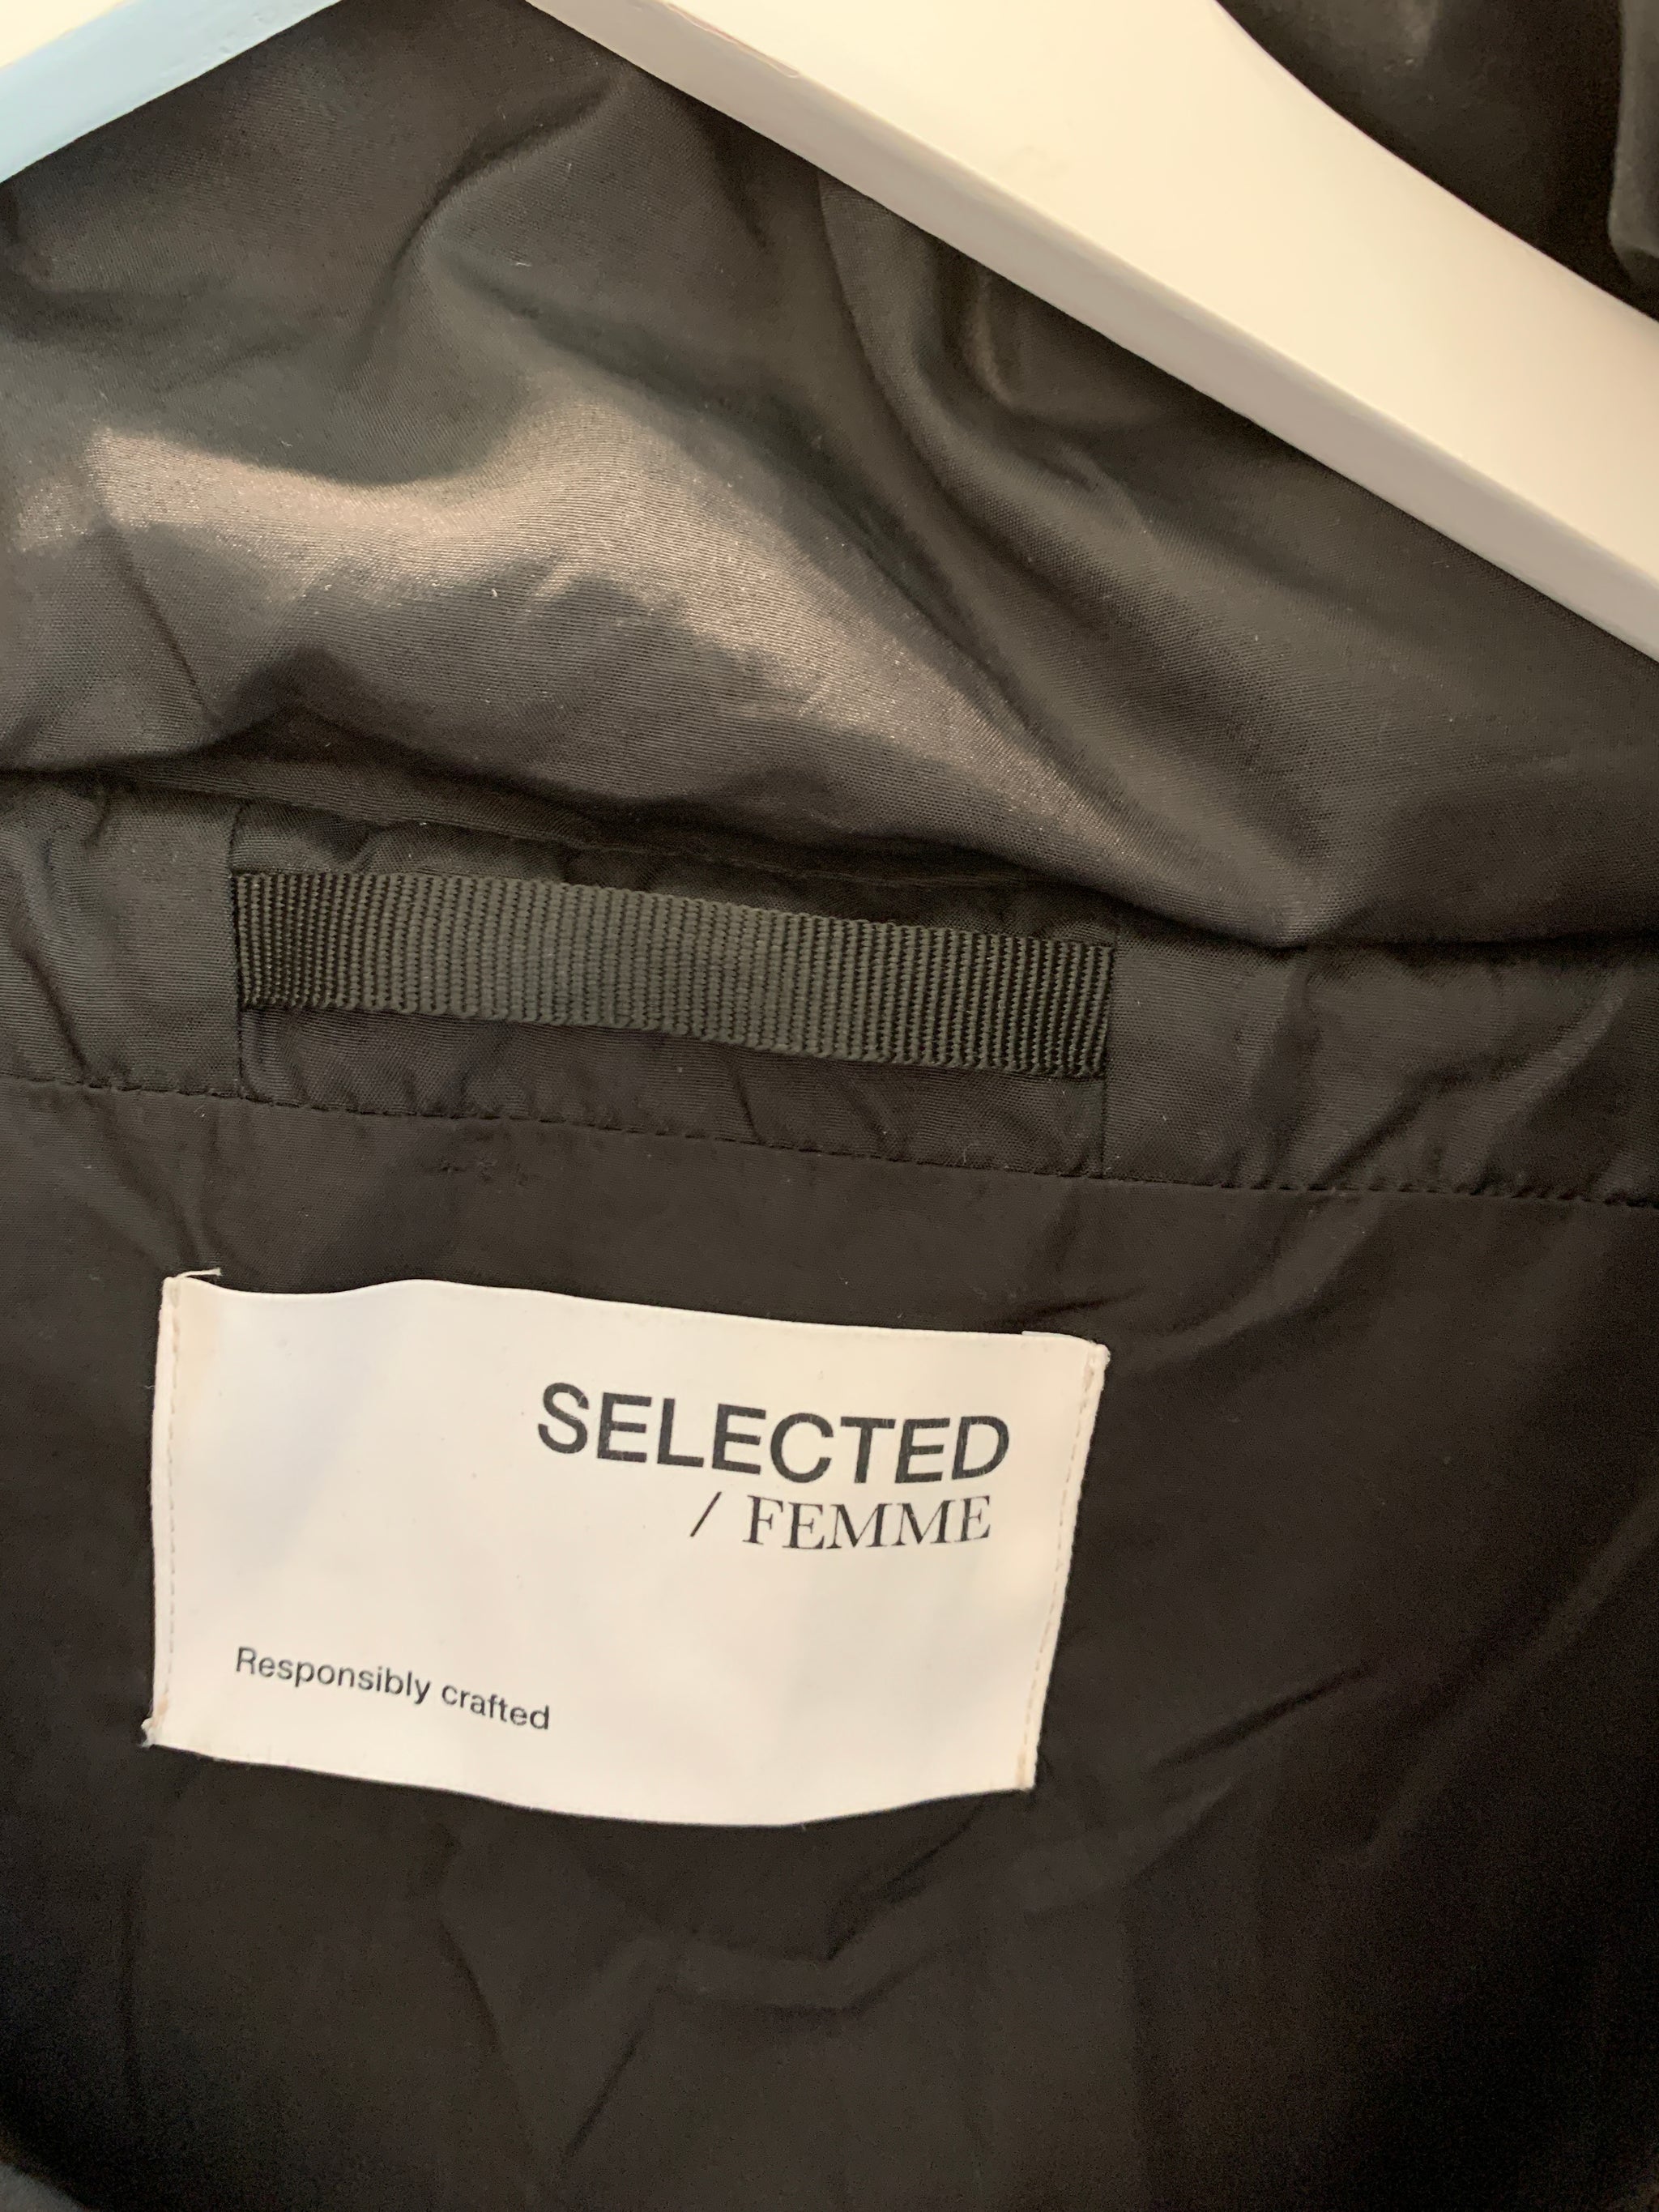 SELECTED
/ FEMME
Responsibly crafted